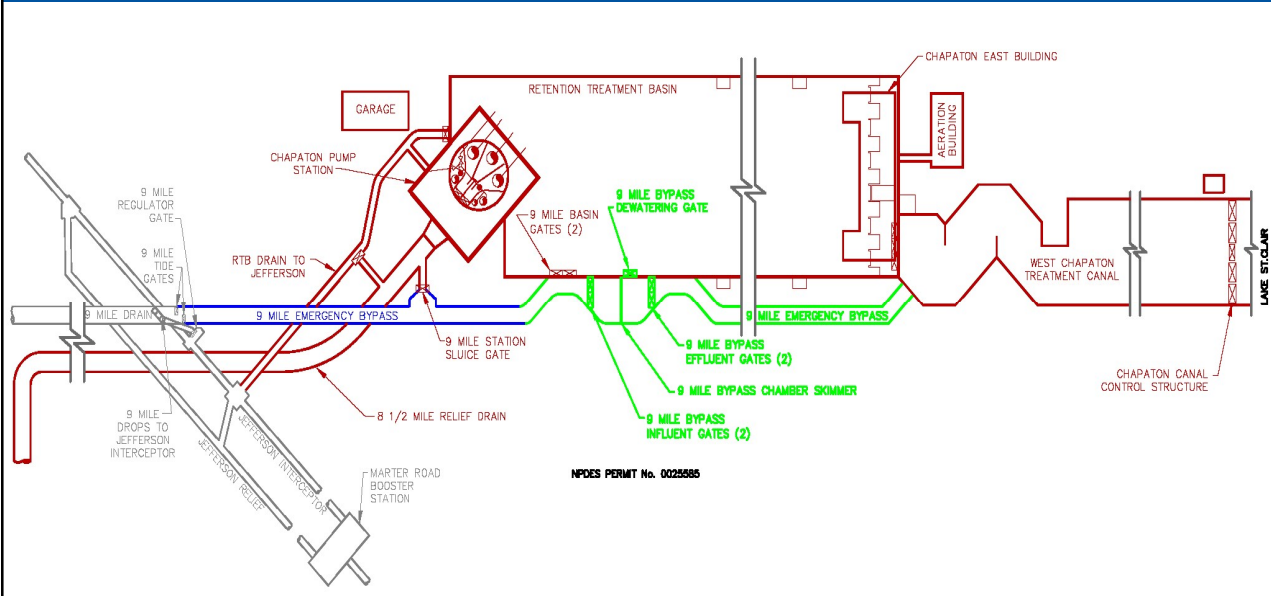 CHAPATON EAST BUILDING
RETENTION TREATMENT BASIN
GARAGE
AERATION
BUILDING
CHAPATON PUMP
STATION
9 MILE
REGULATOR
GATE
9 MILE BYPASS
DEWATERING GATE
9 MILE BASIN
GATES (2)
9 MILE
TIDE
GATES
RTB DRAIN TO
JEFFERSON
WEST CHAPATON
TREATMENT CANAL
LAKE ST.CLAIR
9 MILE DRAIN
9 MILE EMERGENCY BYPASS
9 MILE EMERGENCY BYPASS
9 MILE STATION
SLUICE GATE
9 MILE BYPASS
EFFLUENT GATES (2)
CHAPATON CANAL
CONTROL STRUCTURE
9 MILE BYPASS CHAMBER SKIMMER
9 MILE
DROPS TO
JEFFERSON
INTERCEPTOR
8 1/2 MILE RELIEF DRAIN
9 MILE BYPASS
INFLUENT GATES (2)
JEFFERSON INTERCEPTOR
JEFFERSON RELIEF
MARTER ROAD
BOOSTER
STATION
NPDES PERMIT No. 0025585